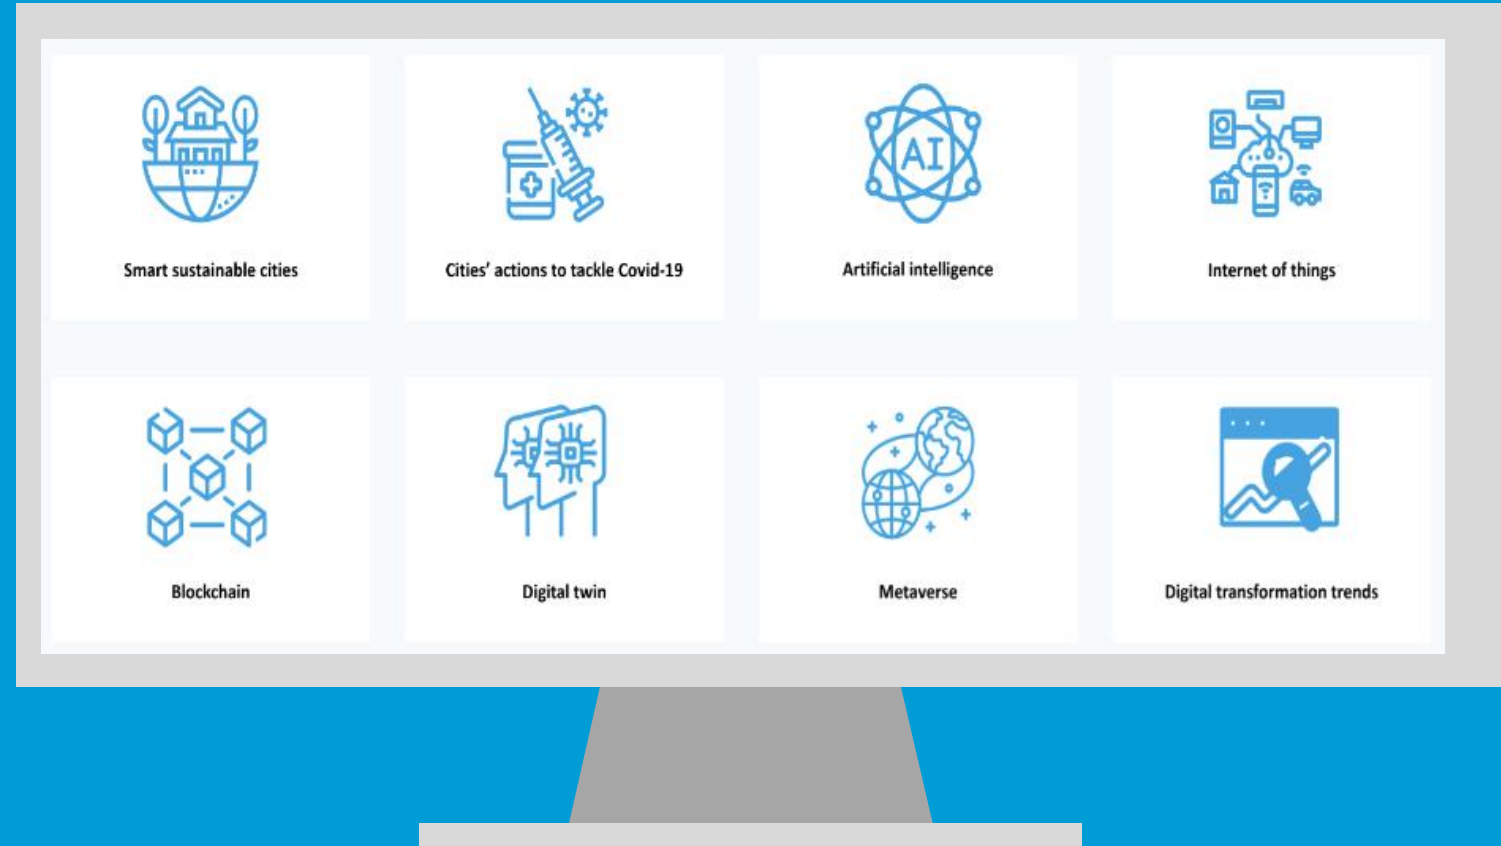 AI
Smart sustainable cities
Cities' actions to tackle Covid-19
Artificial intelligence
Internet of things
Blockchain
Digital twin
Metaverse
Digital transformation trends